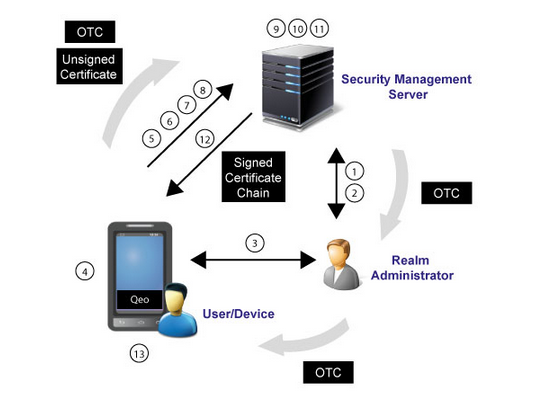 OTC
Unsigned
Certificate
9 10 11
Security Management
Server
8
7
6
5
12
Signed
Certificate
Chain
1
2
OTC
3
4
Realm
Administrator
Qeo
User/Device
13
OTC